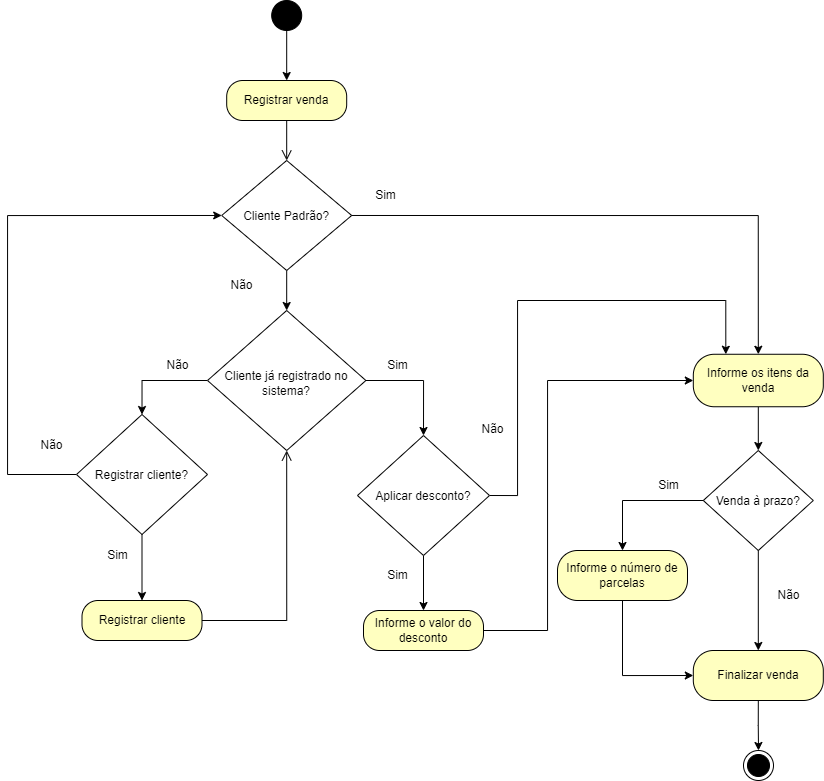 Registrar venda
Sim
Cliente Padrão?
Não
Não
Cliente já registrado no
sistema?
Sim
Informe os itens da
venda
Não
Não
Registrar cliente?
Aplicar desconto?
Sim
Venda à prazo?
Sim
Sim
Informe o número de
parcelas
Não
Registrar cliente
Informe o valor do
desconto
Finalizar venda